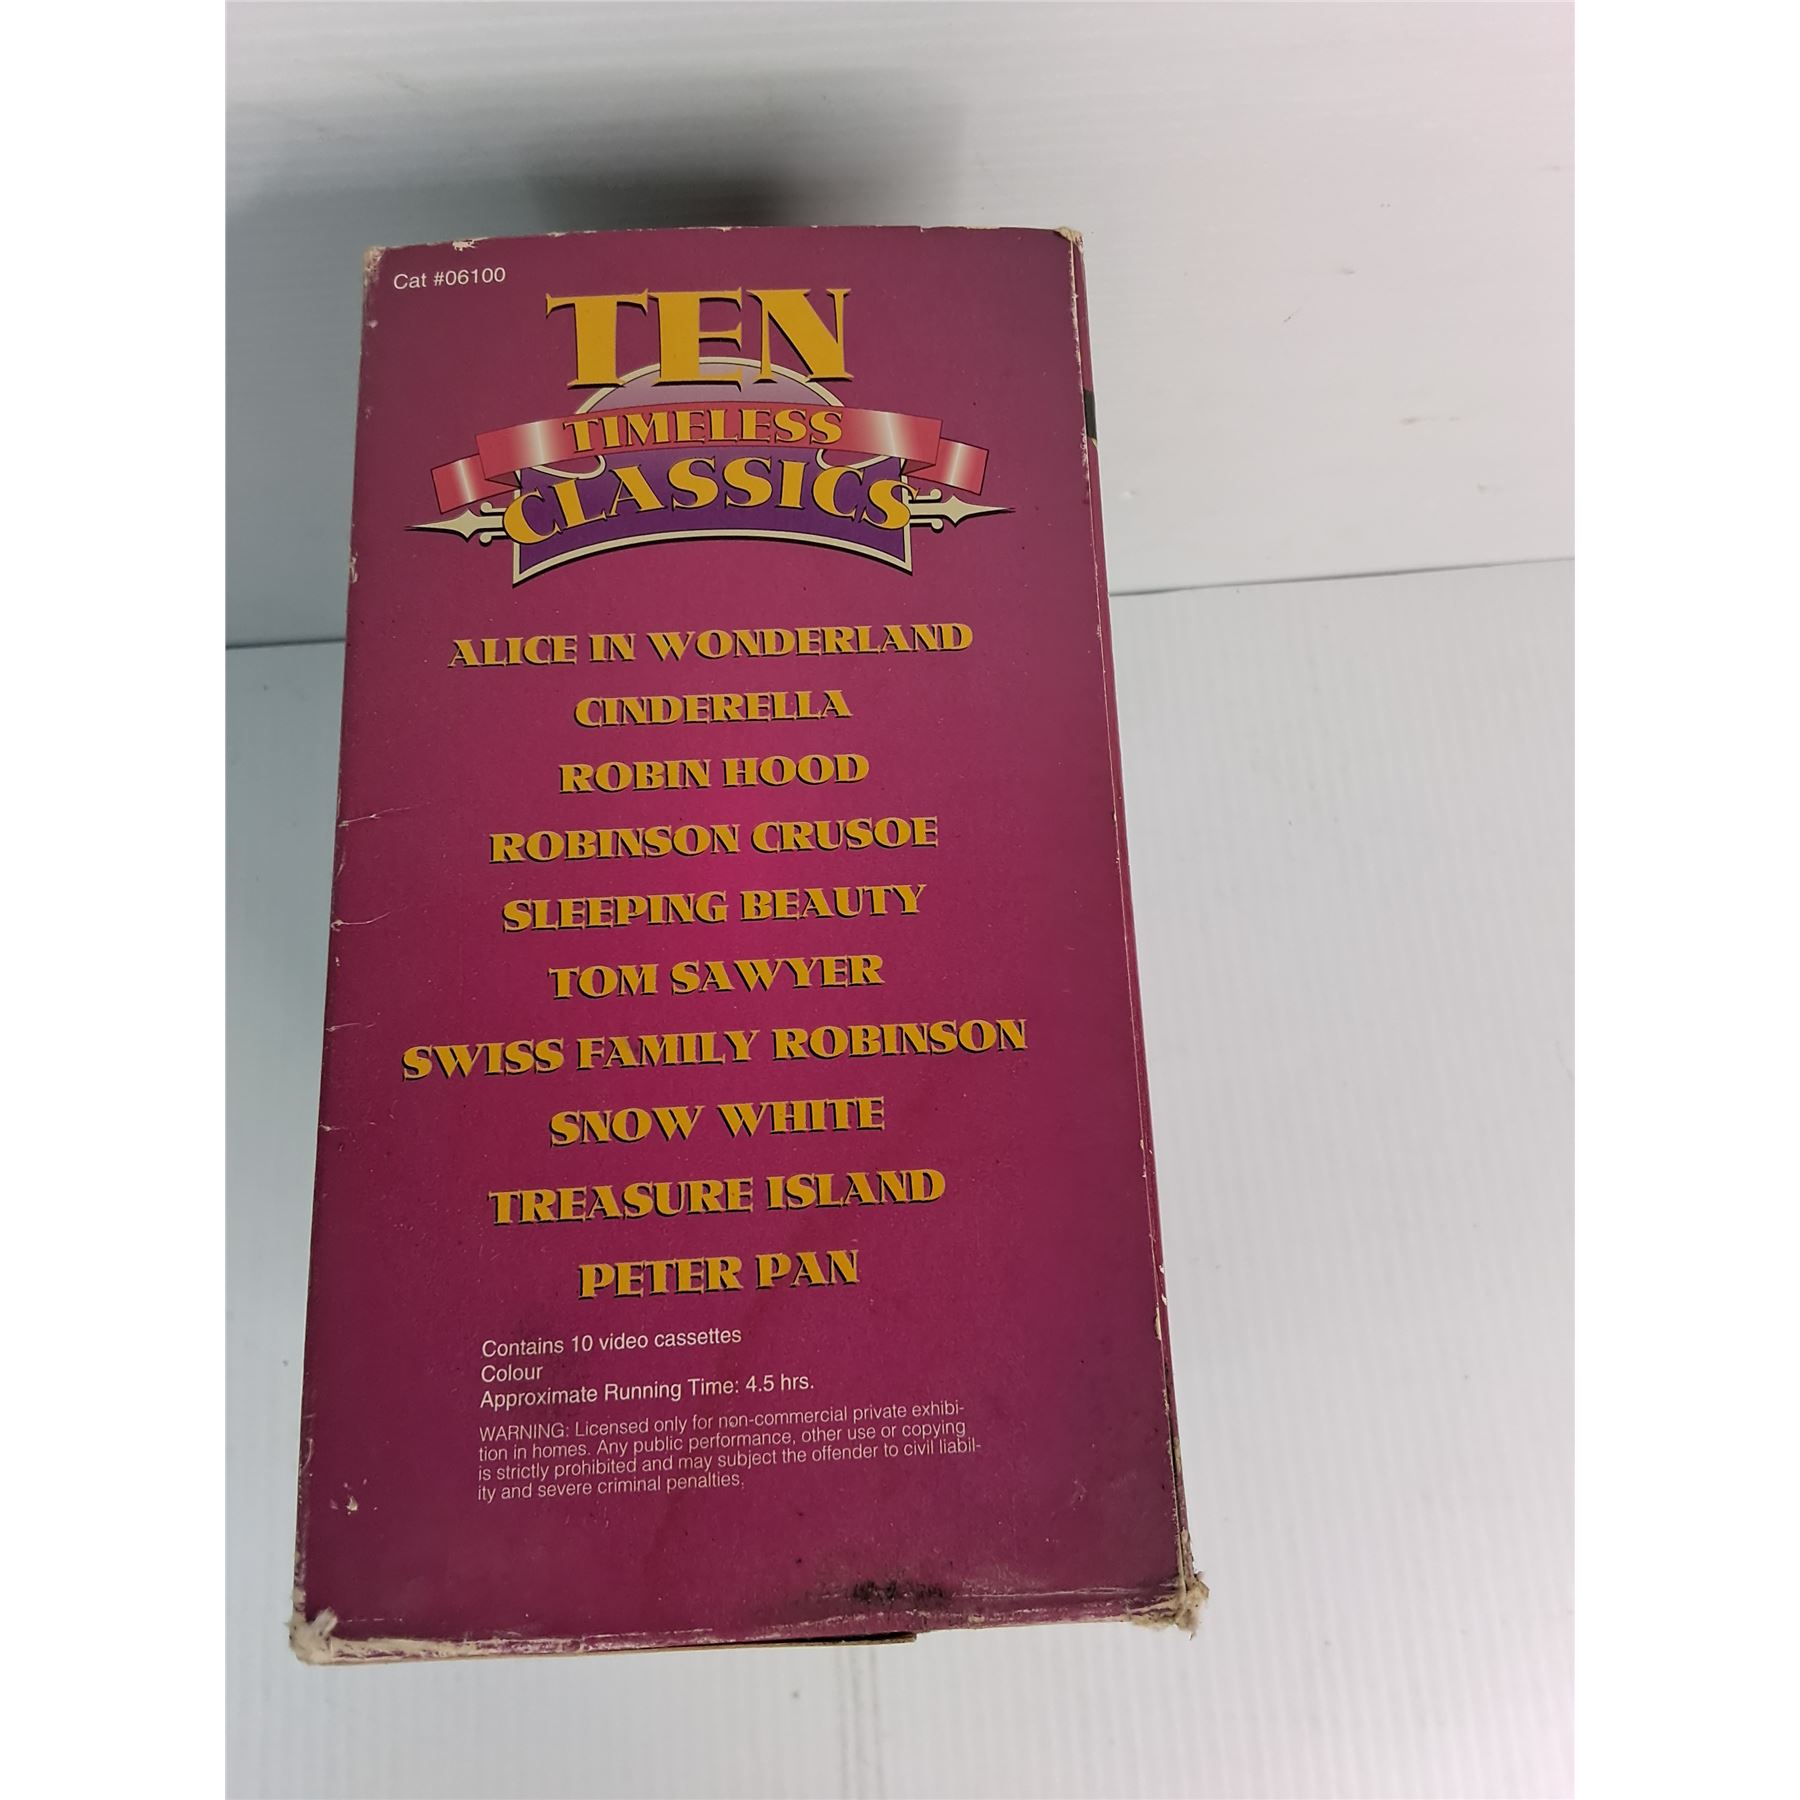 Cat #06100
TEN
TIMELESS
CLASSICS
ALICE IN WONDERLAND
CINDERELLA
ROBIN HOOD
ROBINSON CRUSOE
SLEEPING BEAUTY
TOM SAWYER
SWISS FAMILY ROBINSON
SNOW WHITE
TREASURE ISLAND
PETER PAN
Contains 10 video cassettes
Colour
Approximate Running Time: 4.5 hrs.
WARNING: Licensed only for non-commercial private exhibi-
tion in homes. Any public performance, other use or copying
is strictly prohibited and may subject the offender to civil liabil-
ity and severe criminal penalties.